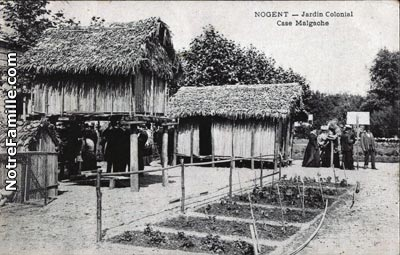 NOGENT — Jardin Colonial
Case Malgache
NotreFamille.com